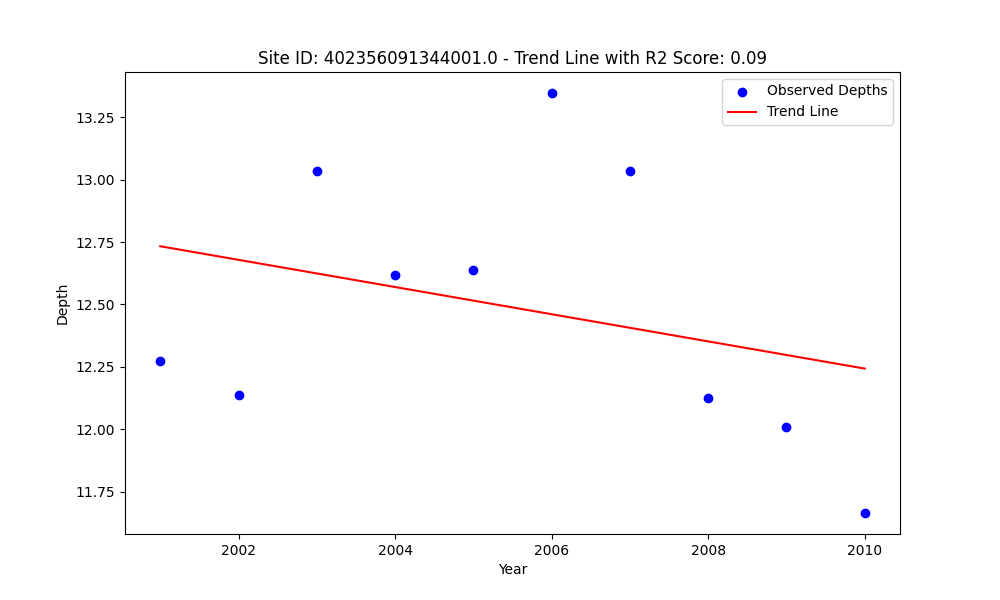 Site ID: 402356091344001.0 - Trend Line with R2 Score: 0.09
Observed Depths
Trend Line
13.25
13.00
12.75
12.50
12.25
12.00
11.75
Depth
2002
2004
2006
2008
2010
Year